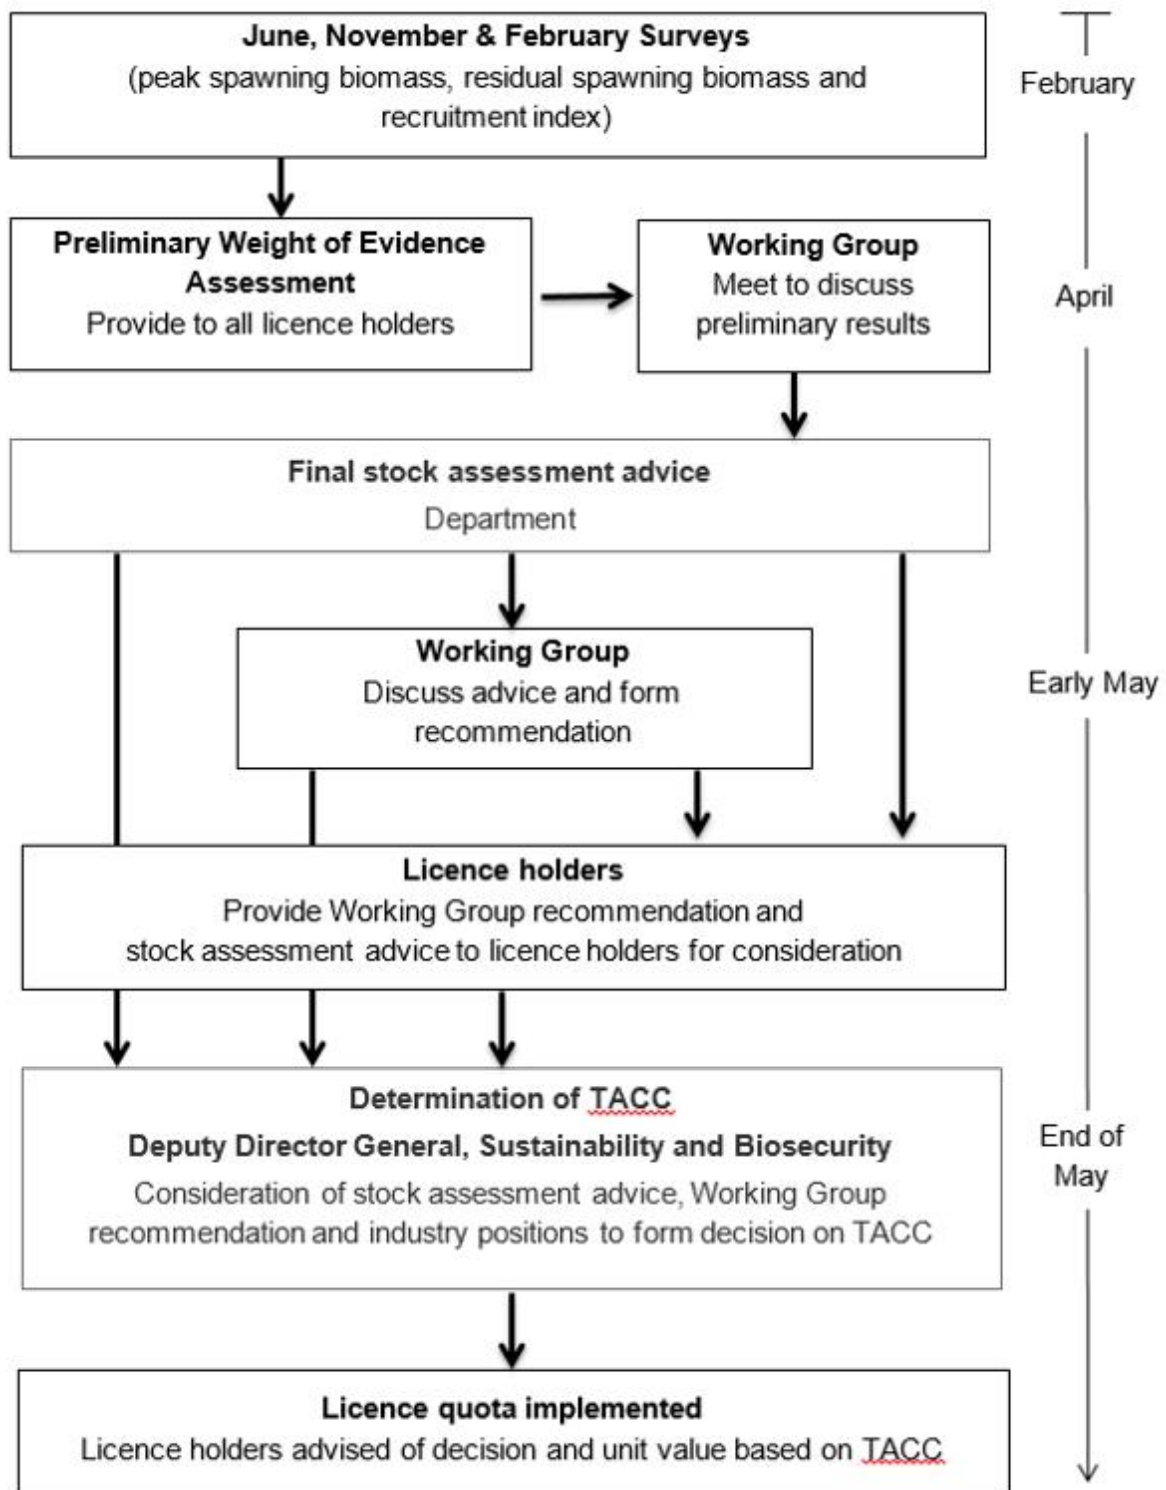 June, November & February Surveys
(peak spawning biomass, residual spawning biomass and
recruitment index)
February
Preliminary Weight of Evidence
Assessment
Provide to all licence holders
Working Group
Meet to discuss
preliminary results
April
Final stock assessment advice
Department
Working Group
Discuss advice and form
recommendation
Early May
Licence holders
Provide Working Group recommendation and
stock assessment advice to licence holders for consideration
Determination of TACC
Deputy Director General, Sustainability and Biosecurity
Consideration of stock assessment advice, Working Group
recommendation and industry positions to form decision on TACC
End of
May
Licence quota implemented
Licence holders advised of decision and unit value based on TACC